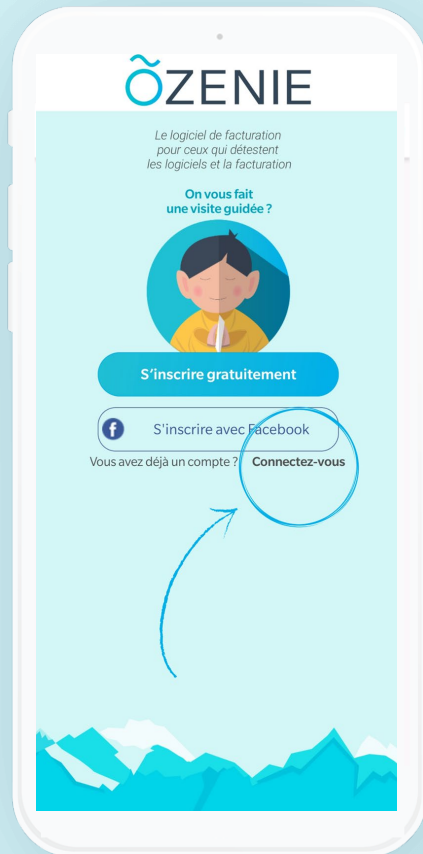 õZENIE
Le logiciel de facturation
pour ceux qui détestent
les logiciels et la facturation
On vous fait
une visite guidée ?
S'inscrire gratuitement
S'inscrire avec Facebook
Vous avez déjà un compte ? Connectez-vous